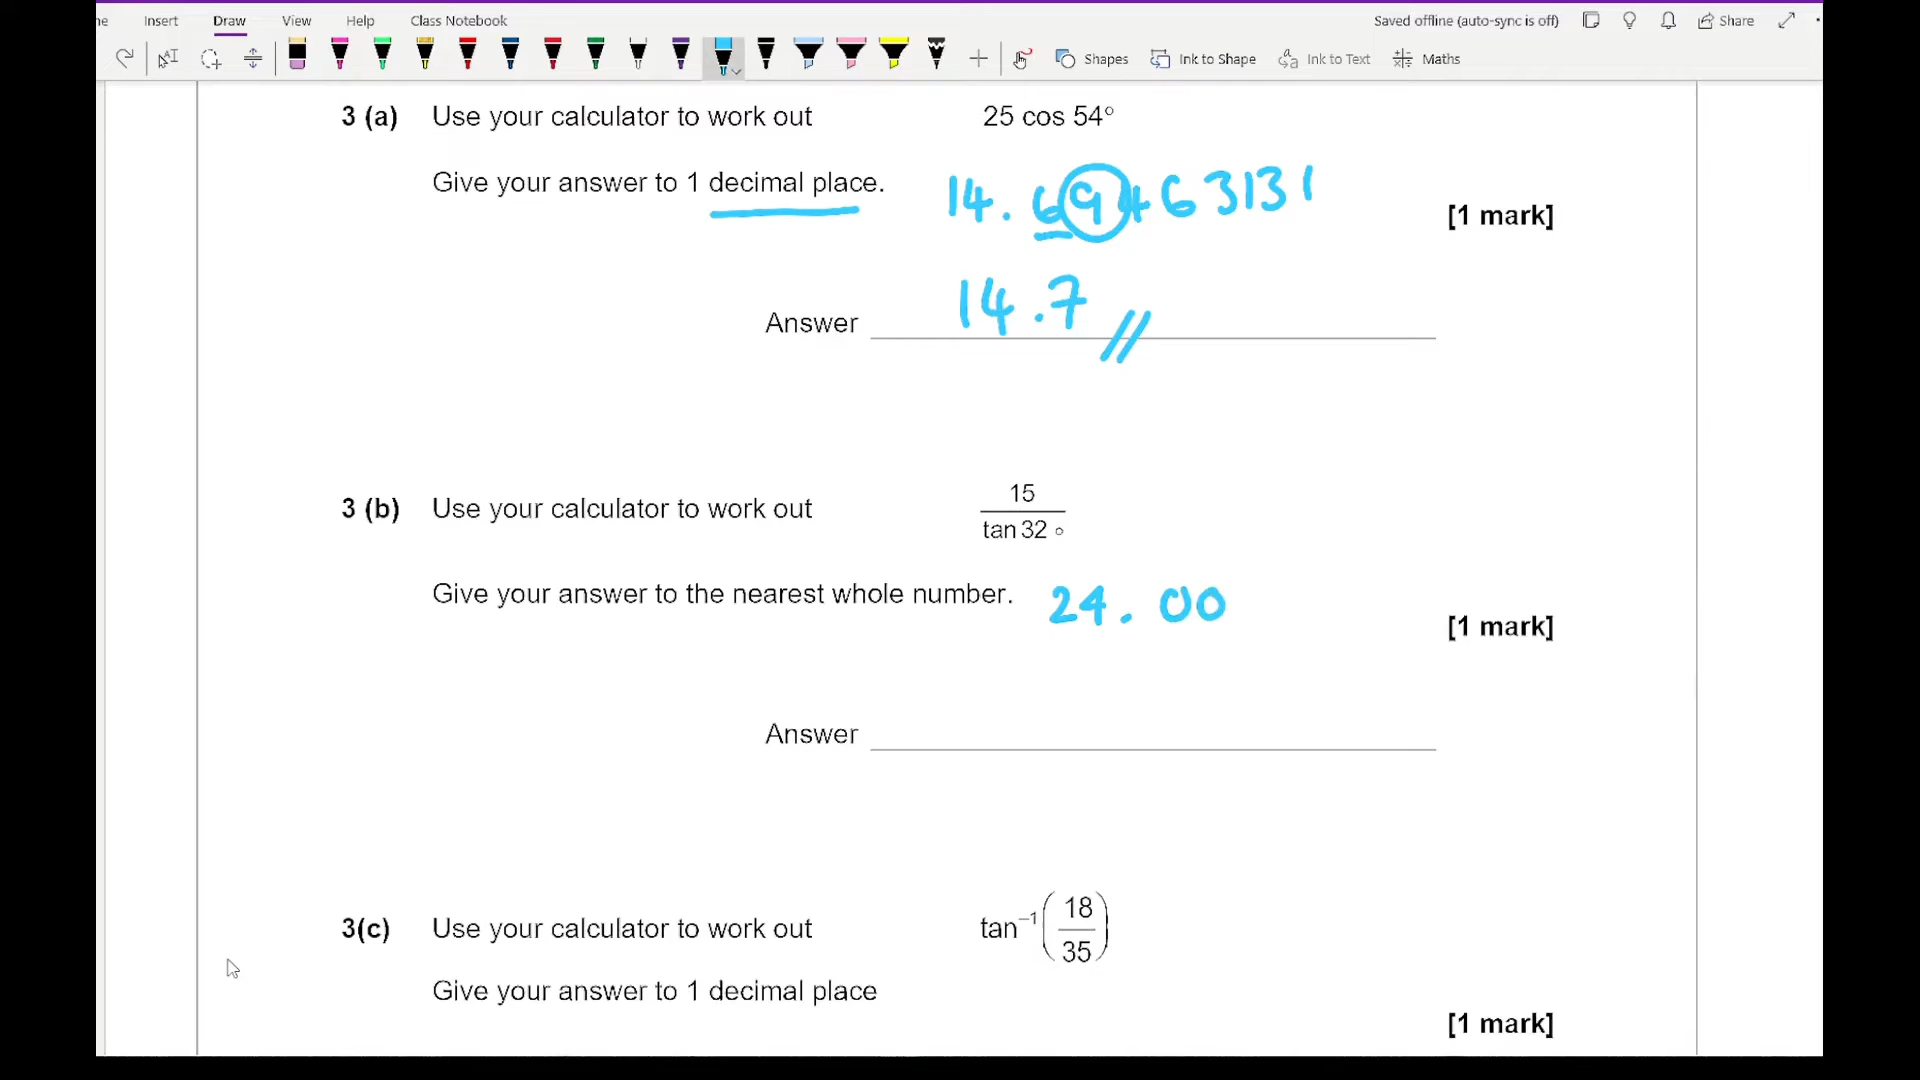 Insert Draw View Help Class Notebook Saved offline (auto-sync is off) Share
Shapes Ink to Shape Ink to Text Maths
3 (a) Use your calculator to work out 25 cos 54°
Give your answer to 1 decimal place. 14.69463131
[1 mark]
14.7
Answer
3 (b) Use your calculator to work out 15
tan 32 °
Give your answer to the nearest whole number. 24.00
[1 mark]
Answer
3(c) Use your calculator to work out tan⁻¹(18/35)
Give your answer to 1 decimal place
[1 mark]